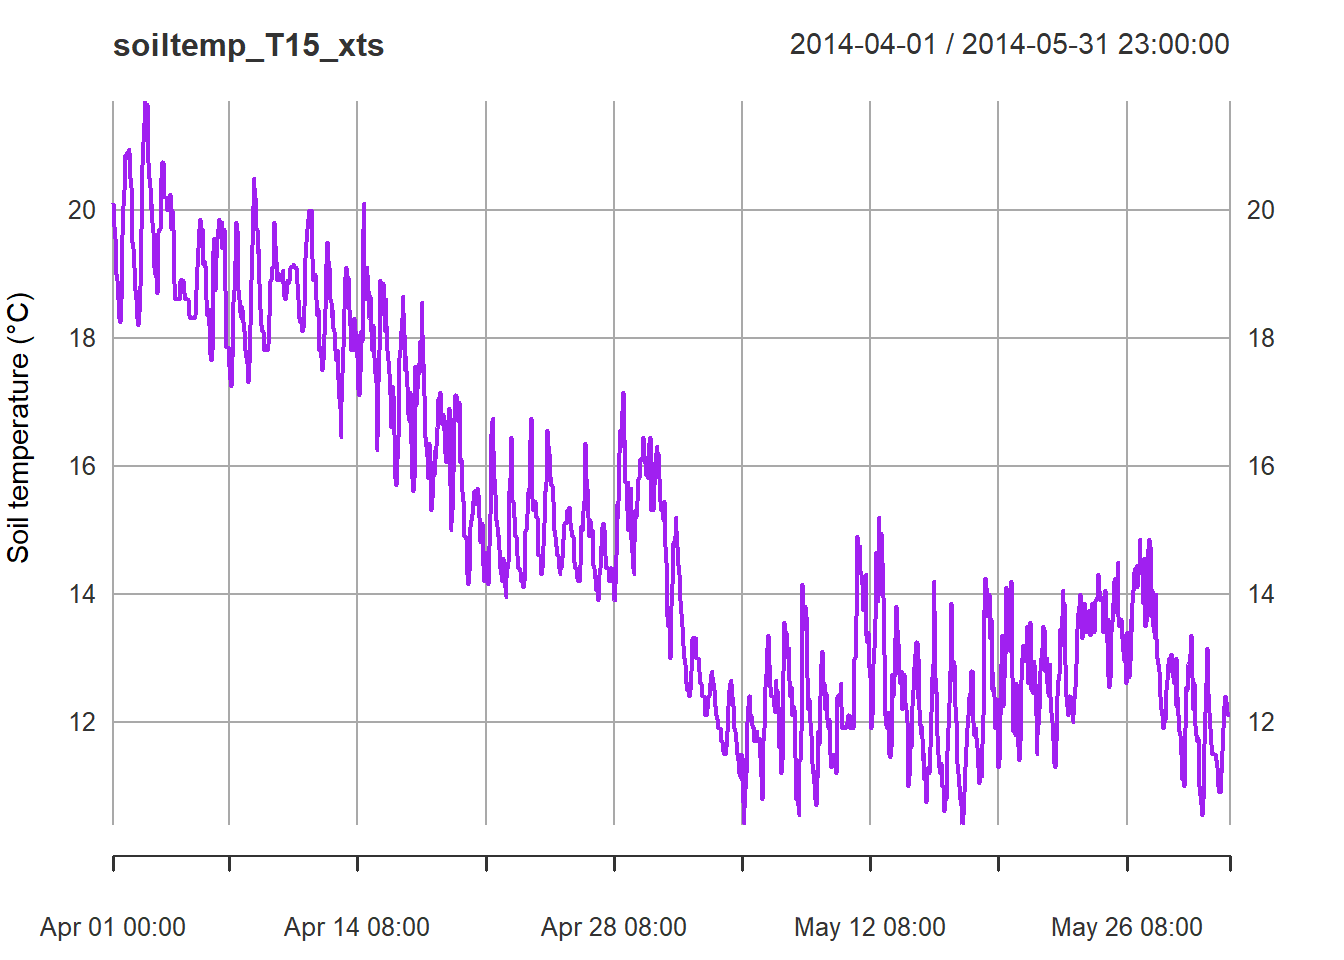 soiltemp_T15_xts
2014-04-01 / 2014-05-31 23:00:00
Soil temperature (°C)
20
18
16
14
12
20
18
16
14
12
Apr 01 00:00
Apr 14 08:00
Apr 28 08:00
May 12 08:00
May 26 08:00